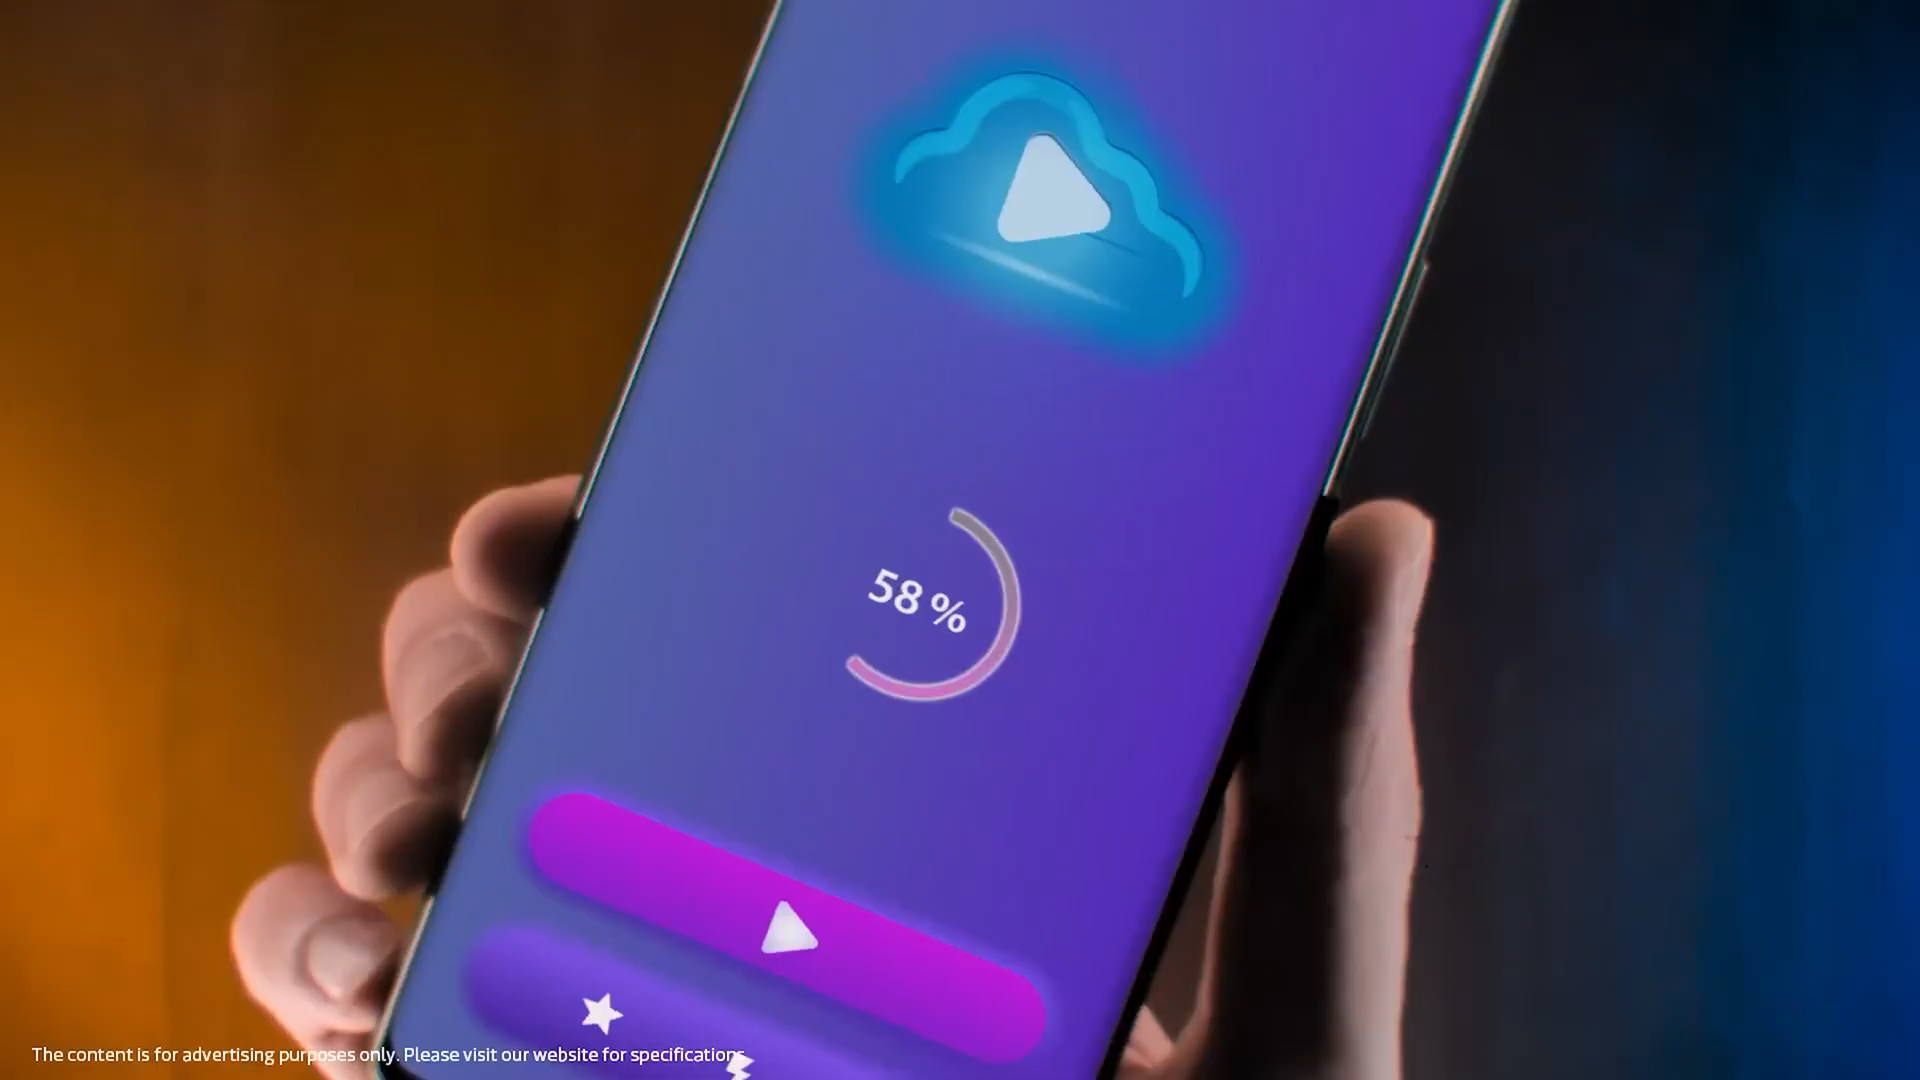 58 %
The content is for advertising purposes only. Please visit our website for specifications.